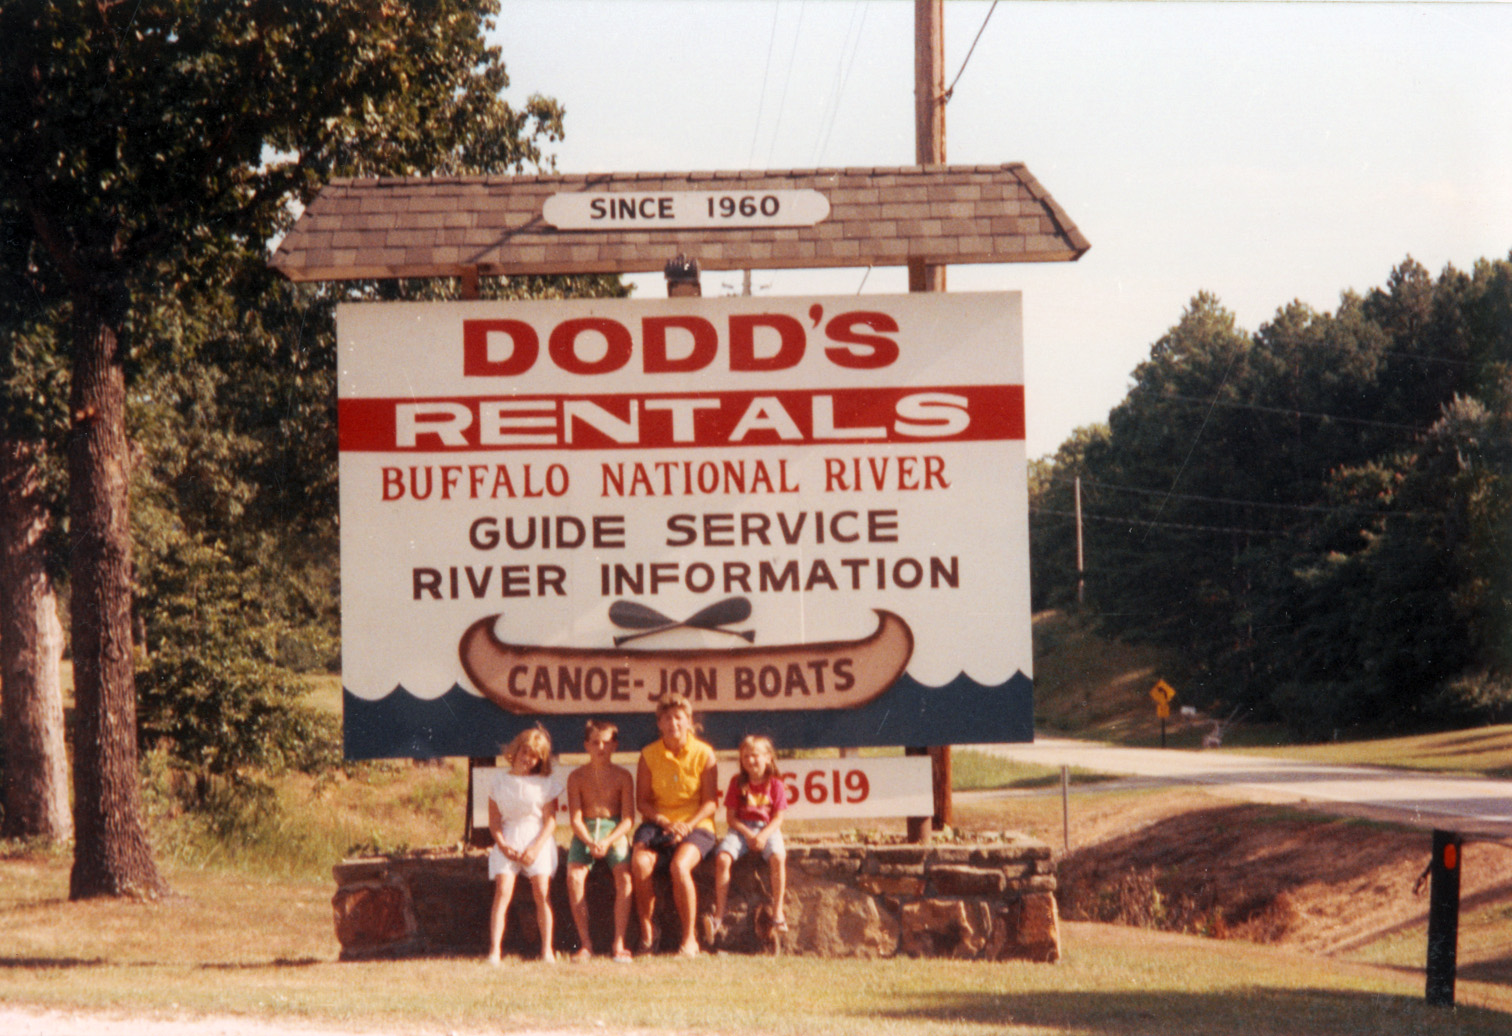 SINCE 1960
DODD'S
RENTALS
BUFFALO NATIONAL RIVER
GUIDE SERVICE
RIVER INFORMATION
CANOE-JON BOATS
6619